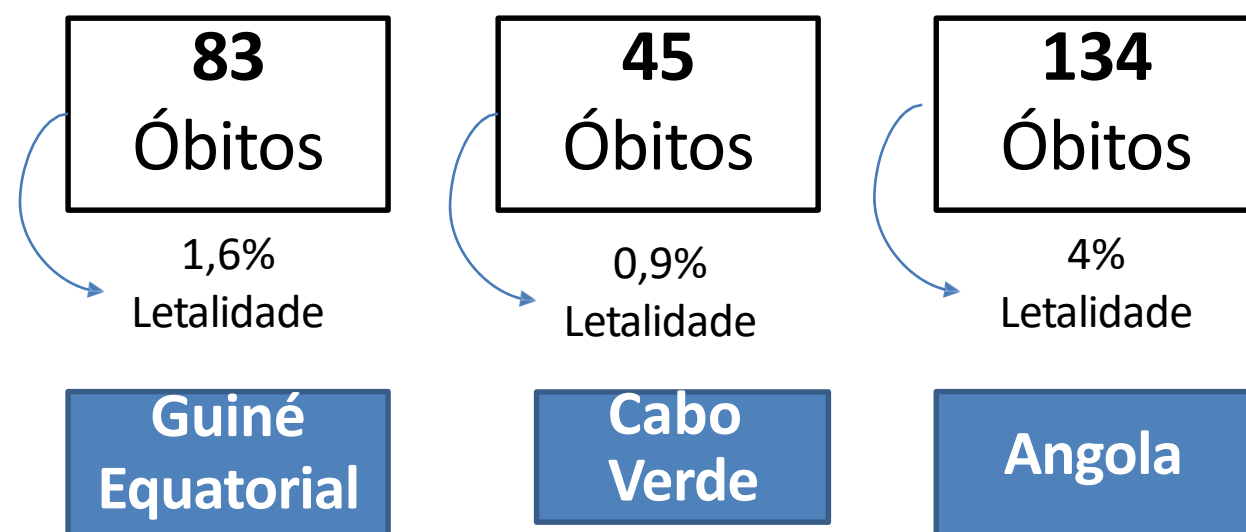 83
Óbitos
1,6%
Letalidade
Guiné
Equatorial
45
Óbitos
0,9%
Letalidade
Cabo
Verde
134
Óbitos
4%
Letalidade
Angola